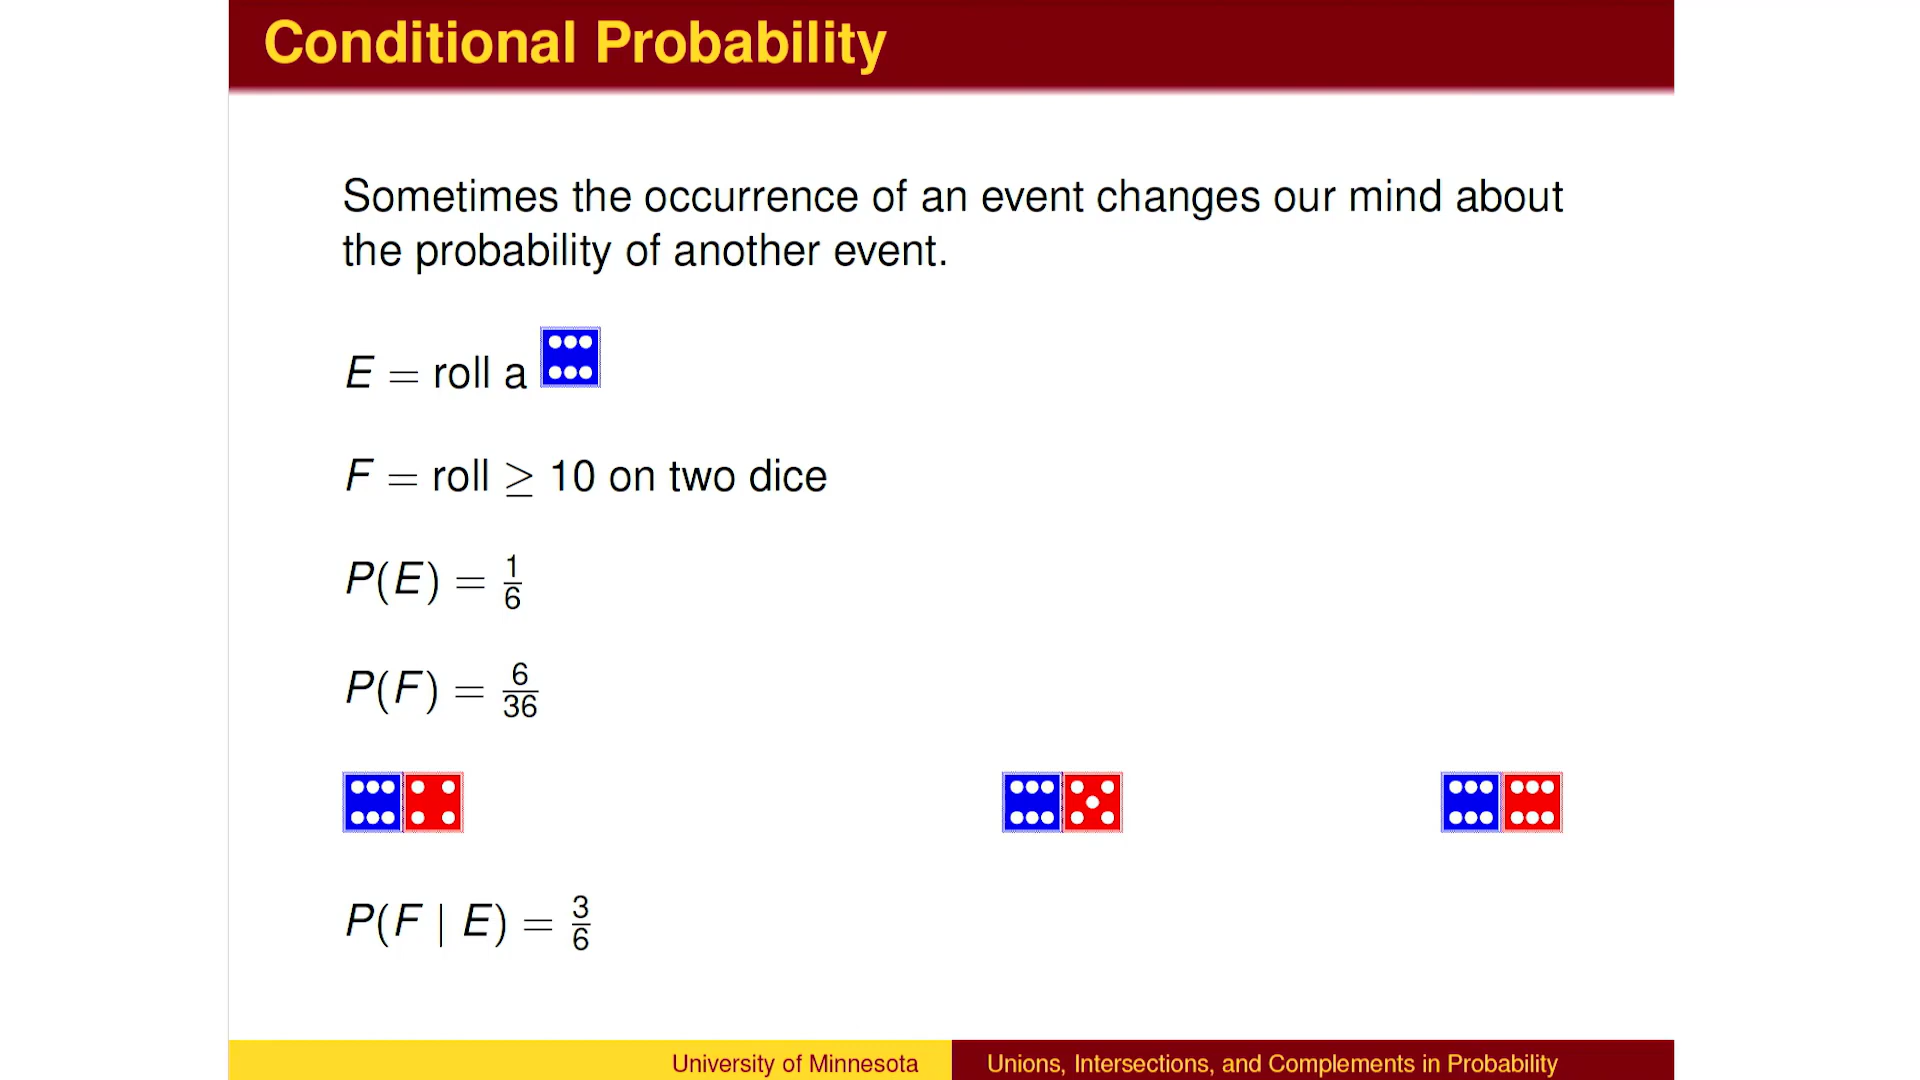 Conditional Probability
Sometimes the occurrence of an event changes our mind about
the probability of another event.
E = roll a
F = roll ≥ 10 on two dice
P(E) = 1/6
P(F) = 6/36
P(F | E) = 3/6
University of Minnesota
Unions, Intersections, and Complements in Probability